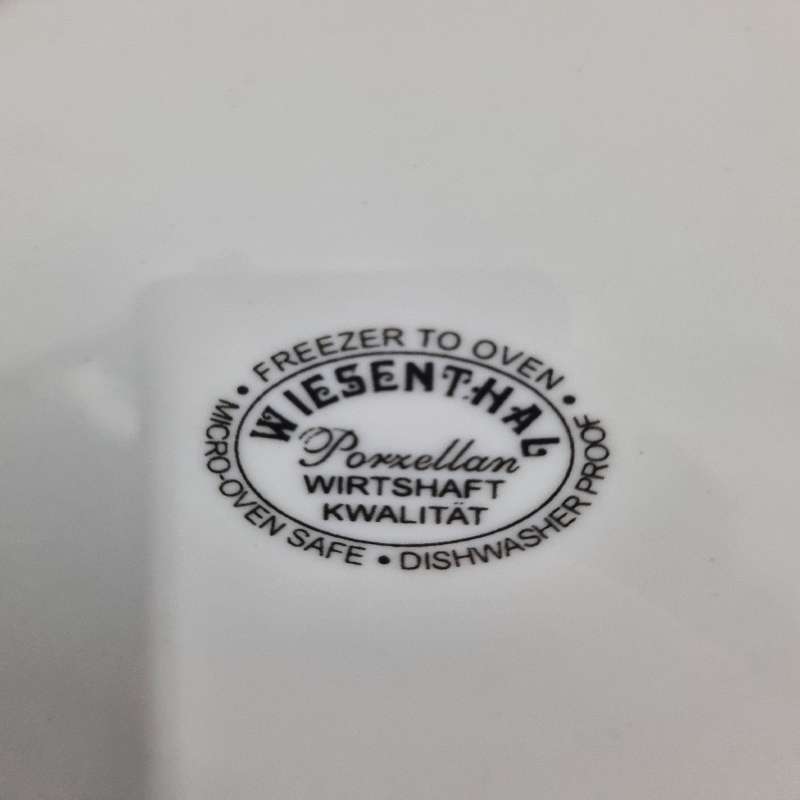 • FREEZER TO OVEN •
WIESENTHAL
Porzellan
WIRTSHAFT
KWALITÄT
MICRO-OVEN SAFE • DISHWASHER PROOF